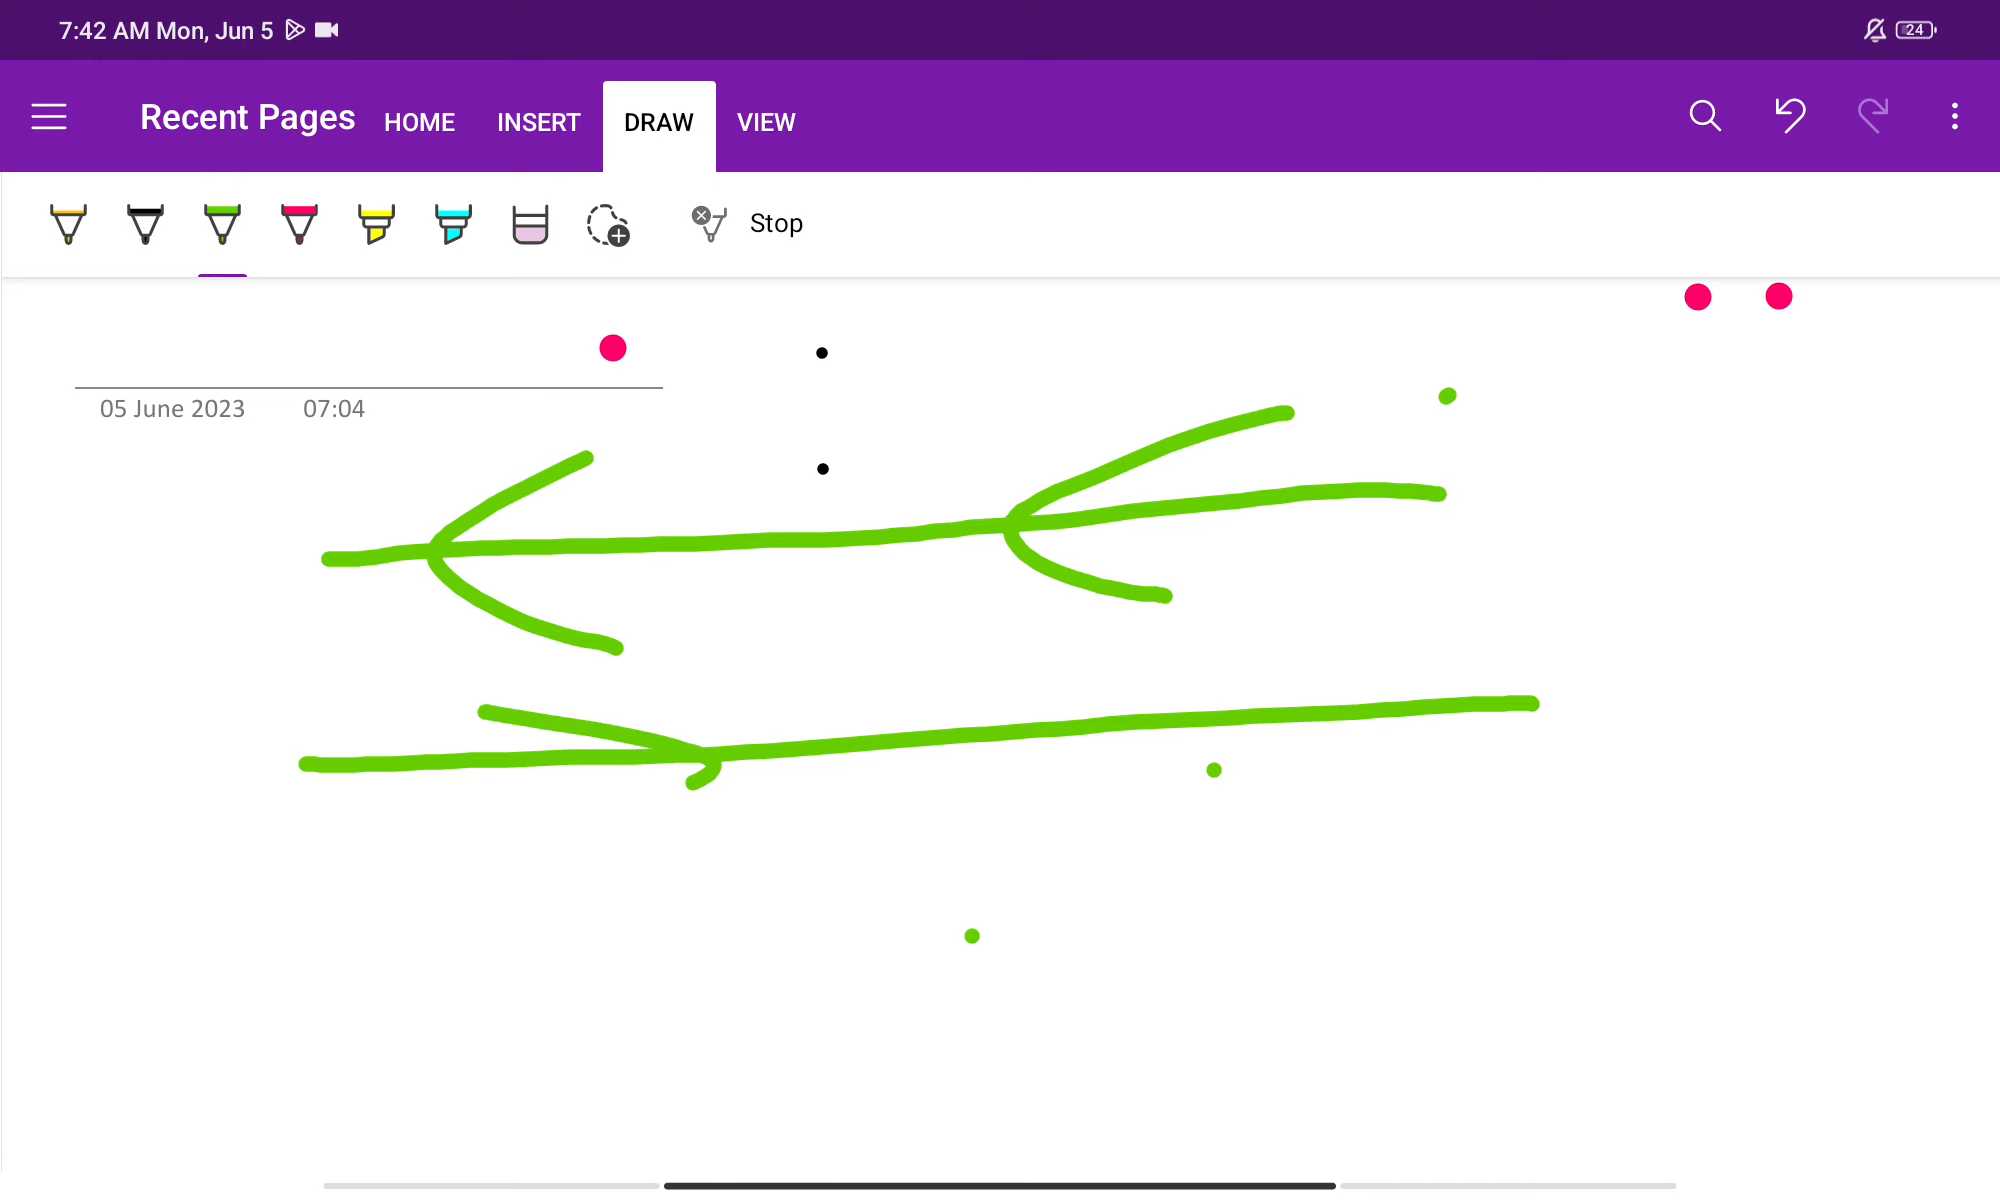 7:42 AM Mon, Jun 5 24
Recent Pages HOME INSERT DRAW VIEW
Stop
05 June 2023 07:04